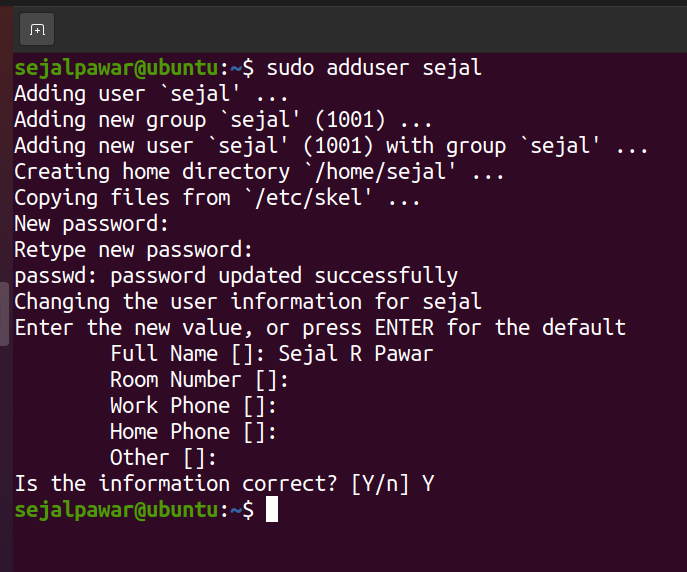 sejalpawar@ubuntu:~$ sudo adduser sejal
Adding user `sejal' ...
Adding new group `sejal' (1001) ...
Adding new user `sejal' (1001) with group `sejal' ...
Creating home directory `/home/sejal' ...
Copying files from `/etc/skel' ...
New password:
Retype new password:
passwd: password updated successfully
Changing the user information for sejal
Enter the new value, or press ENTER for the default
        Full Name []: Sejal R Pawar
        Room Number []:
        Work Phone []:
        Home Phone []:
        Other []:
Is the information correct? [Y/n] Y
sejalpawar@ubuntu:~$